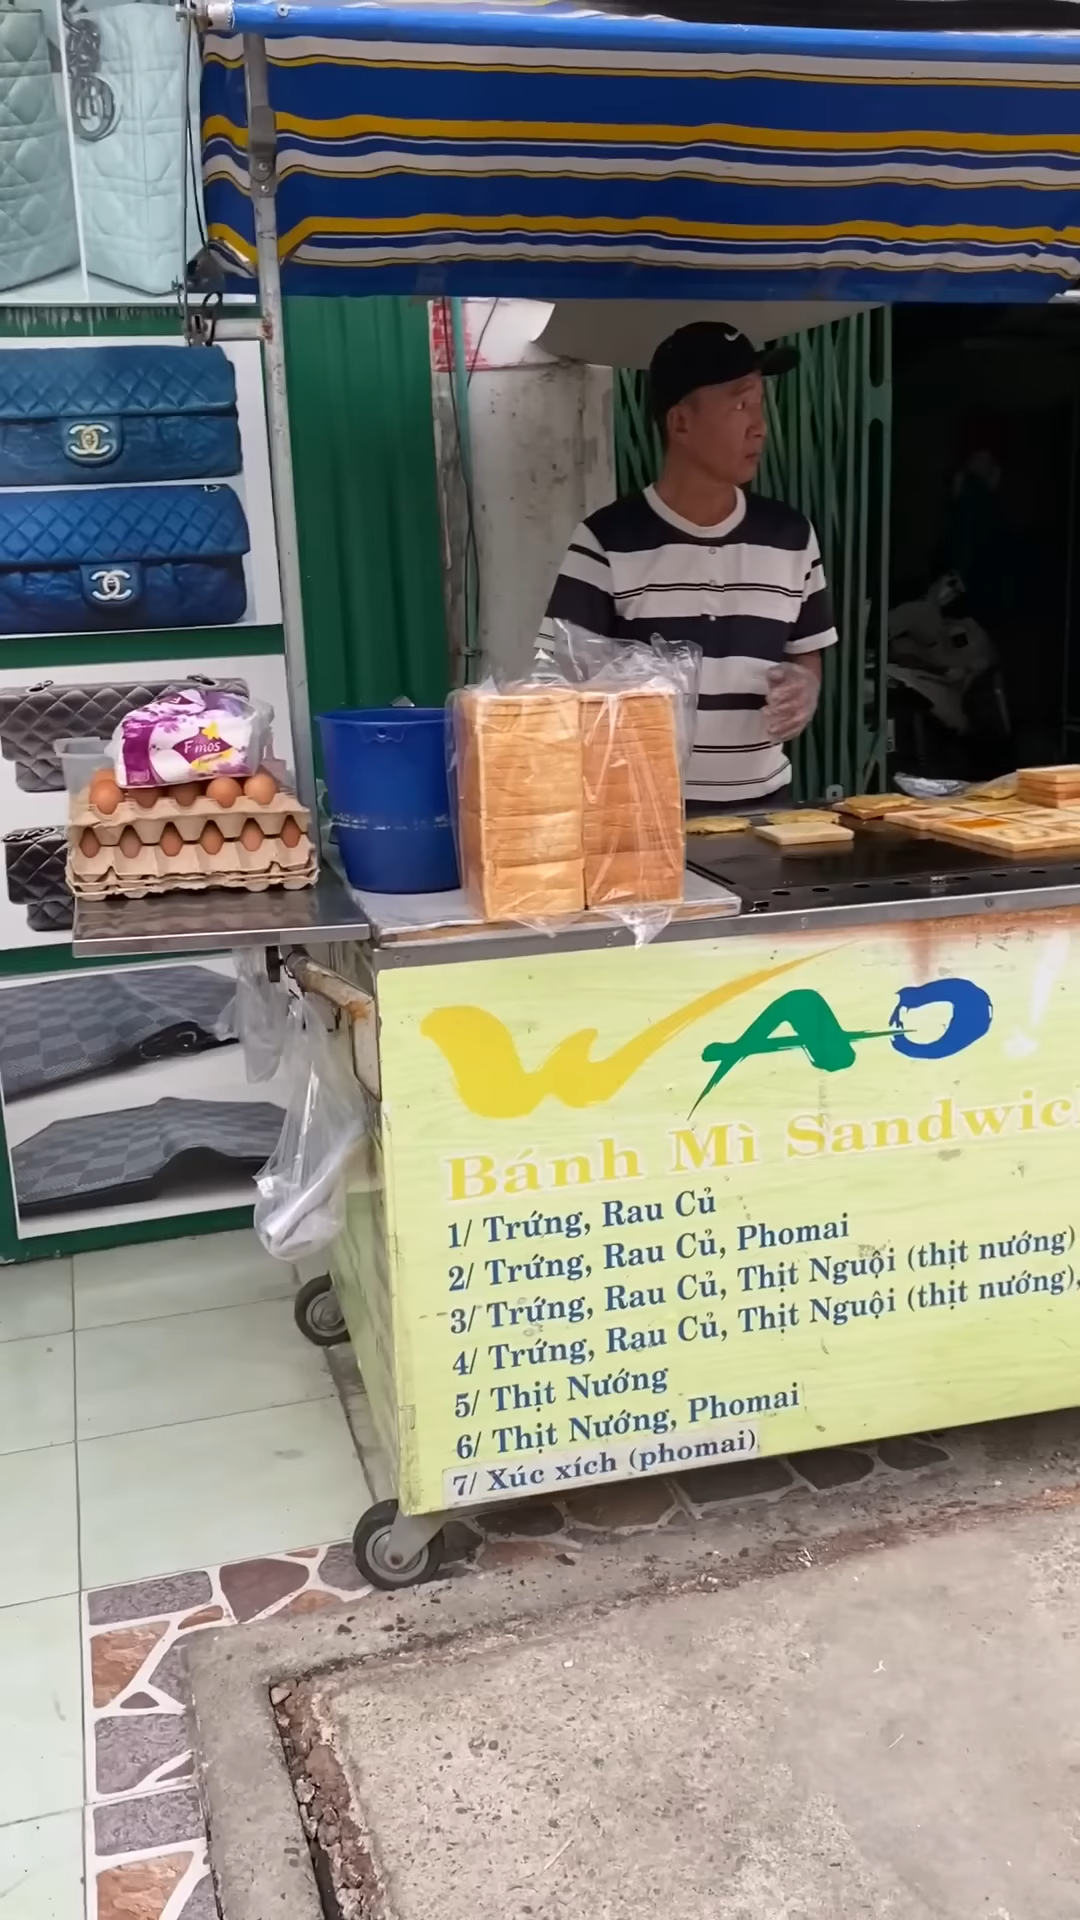 F'mos
WAO!
Bánh Mì Sandwich
1/ Trứng, Rau Củ
2/ Trứng, Rau Củ, Phomai
3/ Trứng, Rau Củ, Thịt Nguội (thịt nướng)
4/ Trứng, Rau Củ, Thịt Nguội (thịt nướng),
5/ Thịt Nướng
6/ Thịt Nướng, Phomai
7/ Xúc xích (phomai)